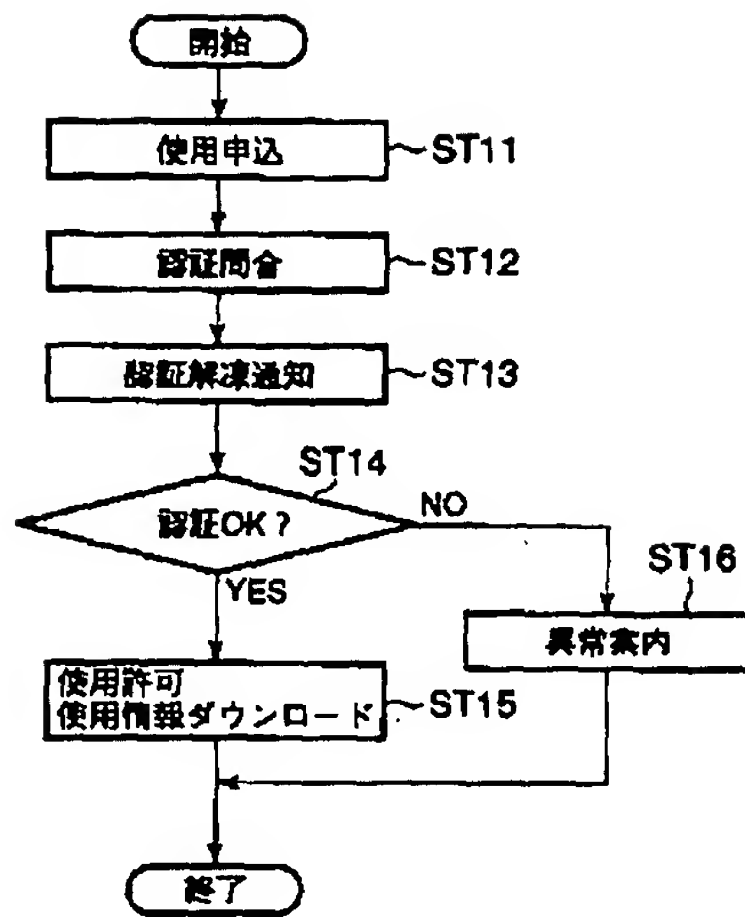 開始
使用申込
ST11
認証問合
ST12
認証解凍通知
ST13
ST14
認証OK？
NO
YES
ST16
異常案内
使用許可
使用情報ダウンロード
ST15
終了